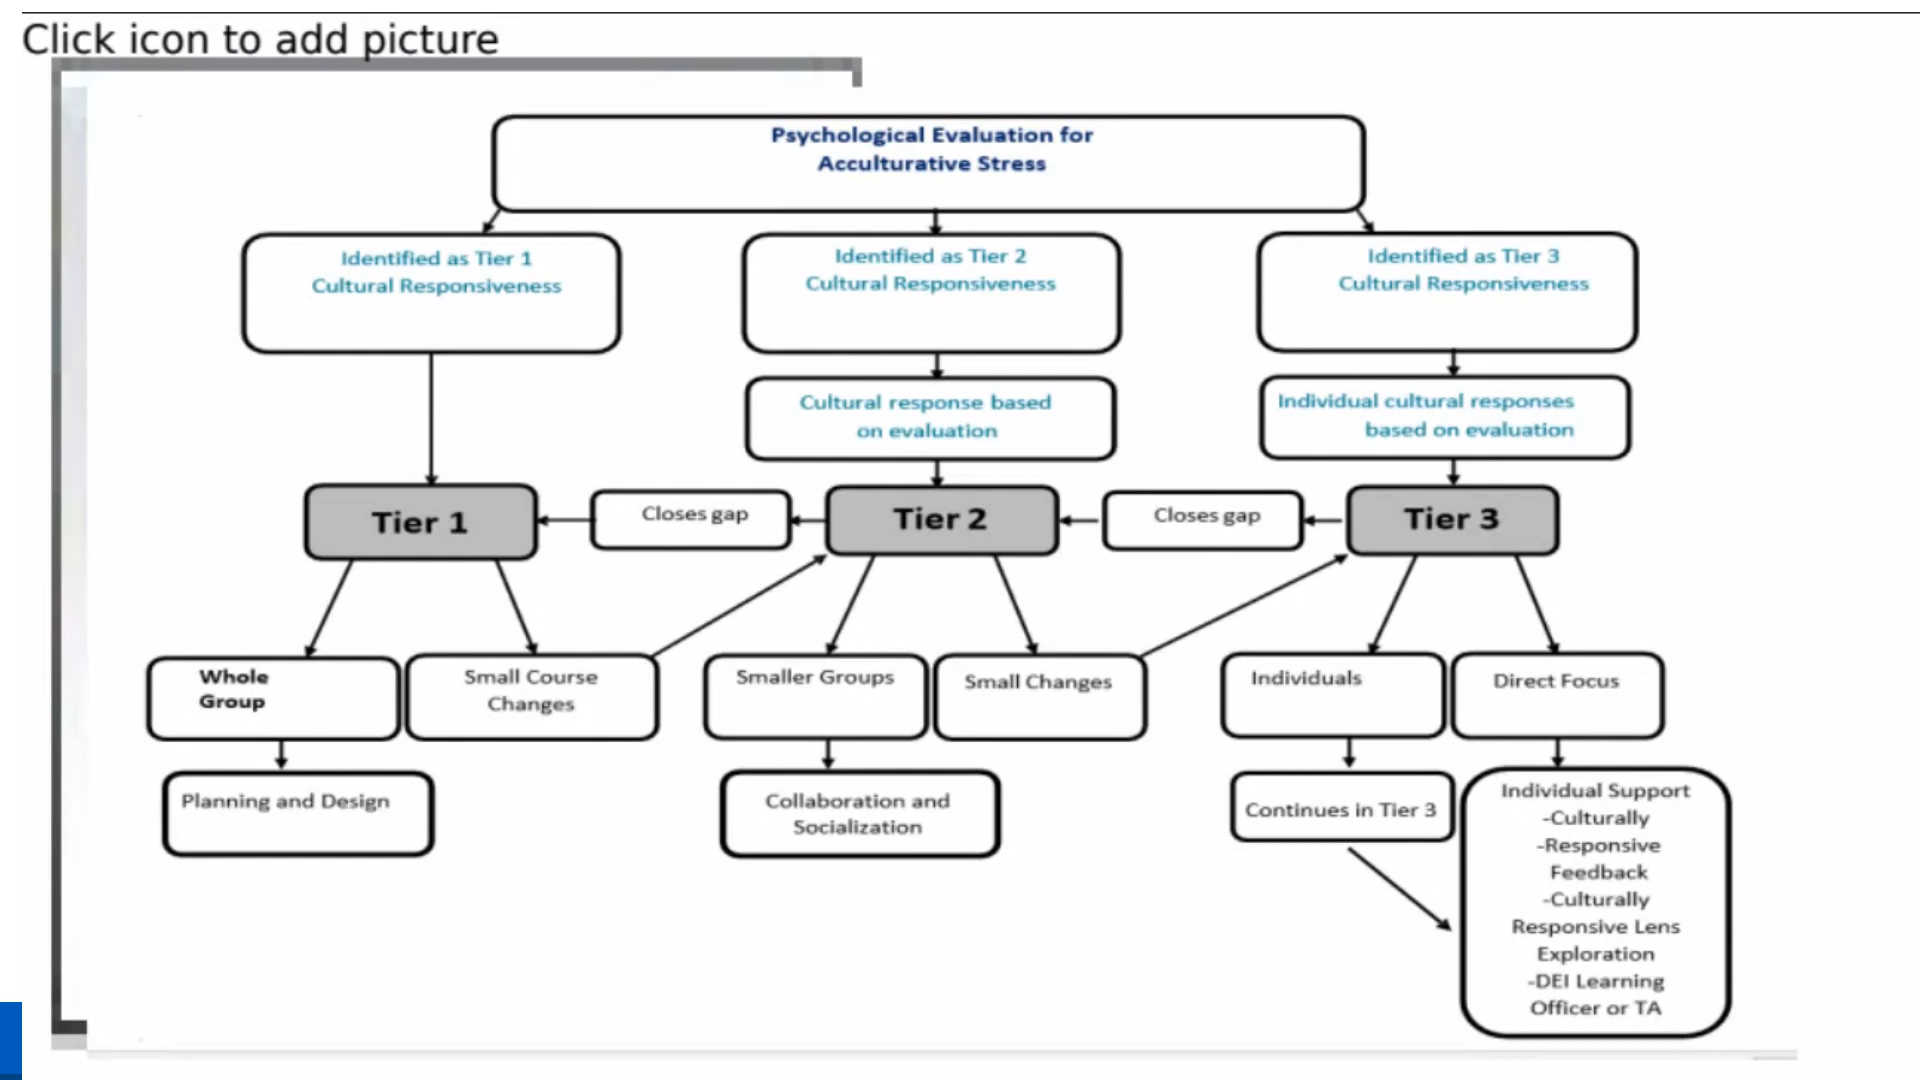 Click icon to add picture
Psychological Evaluation for
Acculturative Stress
Identified as Tier 1
Cultural Responsiveness
Identified as Tier 2
Cultural Responsiveness
Identified as Tier 3
Cultural Responsiveness
Cultural response based
on evaluation
Individual cultural responses
based on evaluation
Tier 1
Closes gap
Tier 2
Closes gap
Tier 3
Whole
Group
Small Course
Changes
Smaller Groups
Small Changes
Individuals
Direct Focus
Planning and Design
Collaboration and
Socialization
Continues in Tier 3
Individual Support
-Culturally
-Responsive
Feedback
-Culturally
Responsive Lens
Exploration
-DEI Learning
Officer or TA